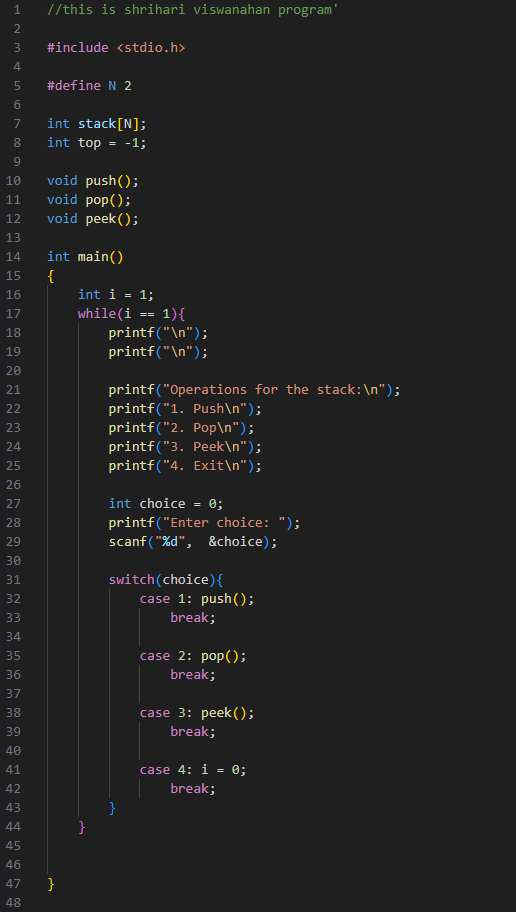 1 //this is shrihari viswanahan program'
2
3 #include <stdio.h>
4
5 #define N 2
6
7 int stack[N];
8 int top = -1;
9
10 void push();
11 void pop();
12 void peek();
13
14 int main()
15 {
16     int i = 1;
17     while(i == 1){
18         printf("\n");
19         printf("\n");
20
21         printf("Operations for the stack:\n");
22         printf("1. Push\n");
23         printf("2. Pop\n");
24         printf("3. Peek\n");
25         printf("4. Exit\n");
26
27         int choice = 0;
28         printf("Enter choice: ");
29         scanf("%d",  &choice);
30
31         switch(choice){
32             case 1: push();
33                 break;
34
35             case 2: pop();
36                 break;
37
38             case 3: peek();
39                 break;
40
41             case 4: i = 0;
42                 break;
43         }
44     }
45
46
47 }
48